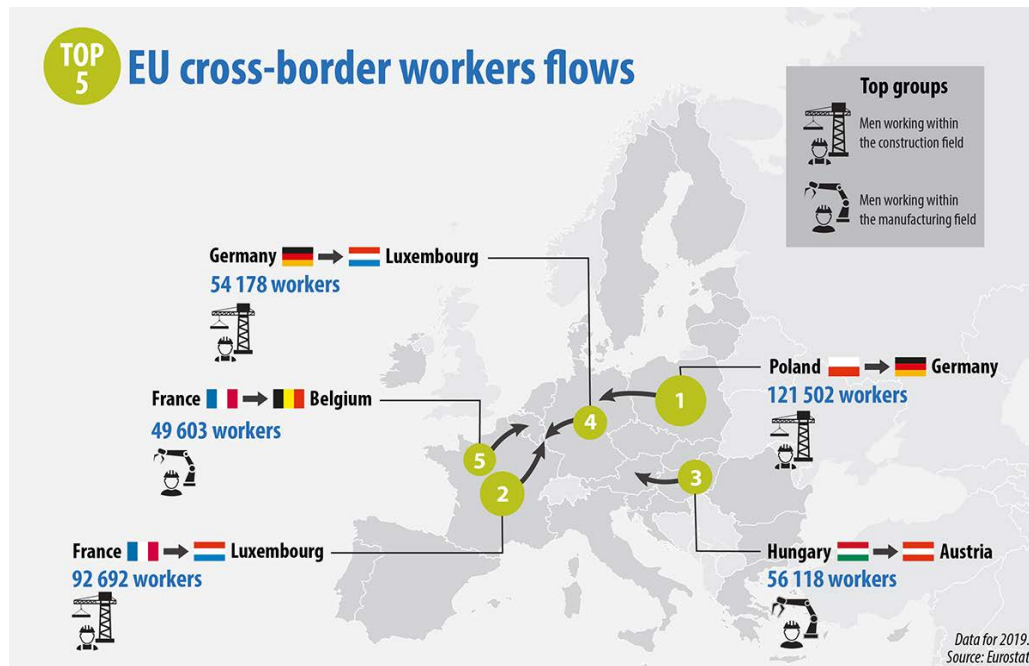 TOP
5
EU cross-border workers flows
Top groups
Men working within
the construction field
Men working within
the manufacturing field
Germany Luxembourg
54 178 workers
Poland Germany
121 502 workers
France Belgium
49 603 workers
1
4
5
3
2
France Luxembourg
92 692 workers
Hungary Austria
56 118 workers
Data for 2019.
Source: Eurostat